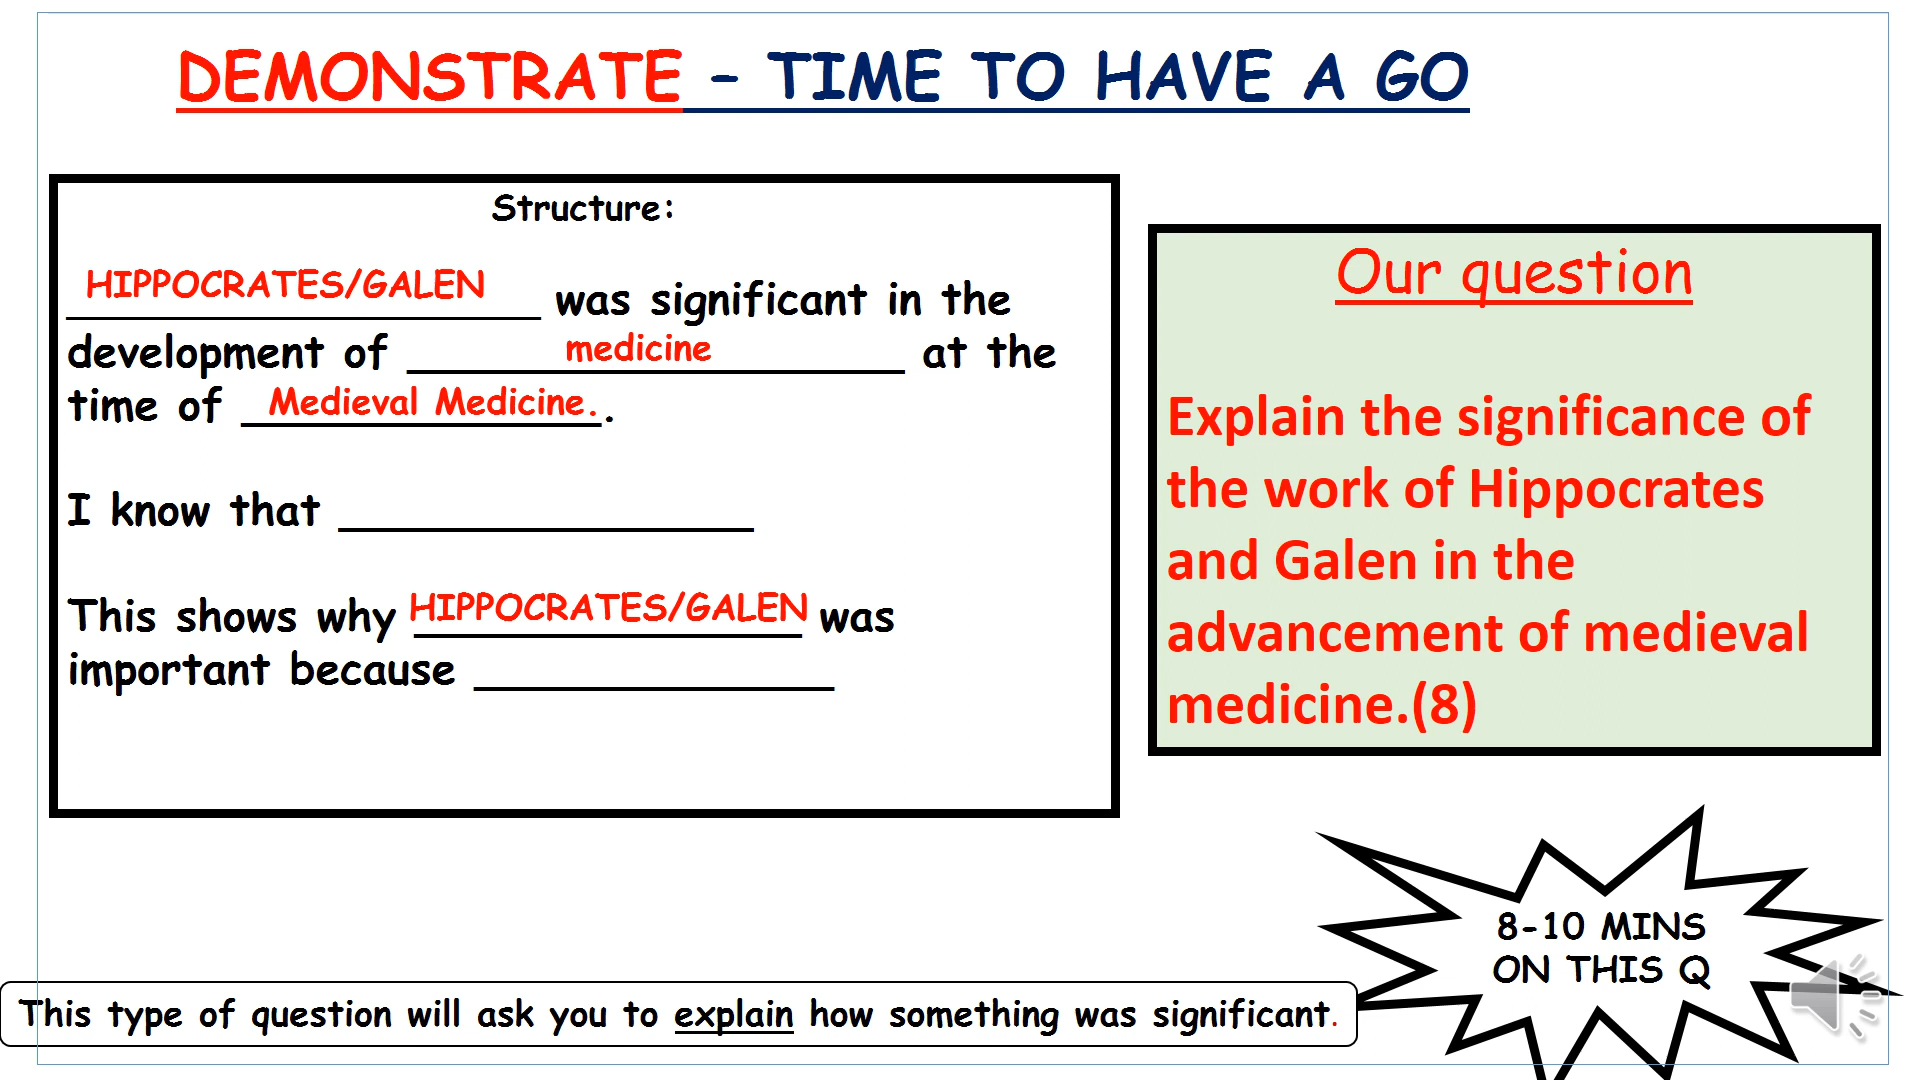 DEMONSTRATE – TIME TO HAVE A GO
Structure:
HIPPOCRATES/GALEN was significant in the
development of medicine at the
time of Medieval Medicine..
I know that ________________
This shows why HIPPOCRATES/GALEN was
important because ______________
Our question
Explain the significance of
the work of Hippocrates
and Galen in the
advancement of medieval
medicine.(8)
8-10 MINS
ON THIS Q
This type of question will ask you to explain how something was significant.